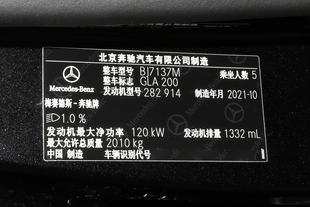 北京奔驰汽车有限公司制造
整车型号 BJ7137M 乘坐人数 5
整车名称 GLA 200
发动机型号 282 914 制造年月 2021-10
Mercedes-Benz
梅赛德斯-奔驰牌
1.0 %
发动机最大净功率 120 kW 发动机排量 1332 mL
最大允许总质量 2010 kg
中国 制造 车辆识别代号